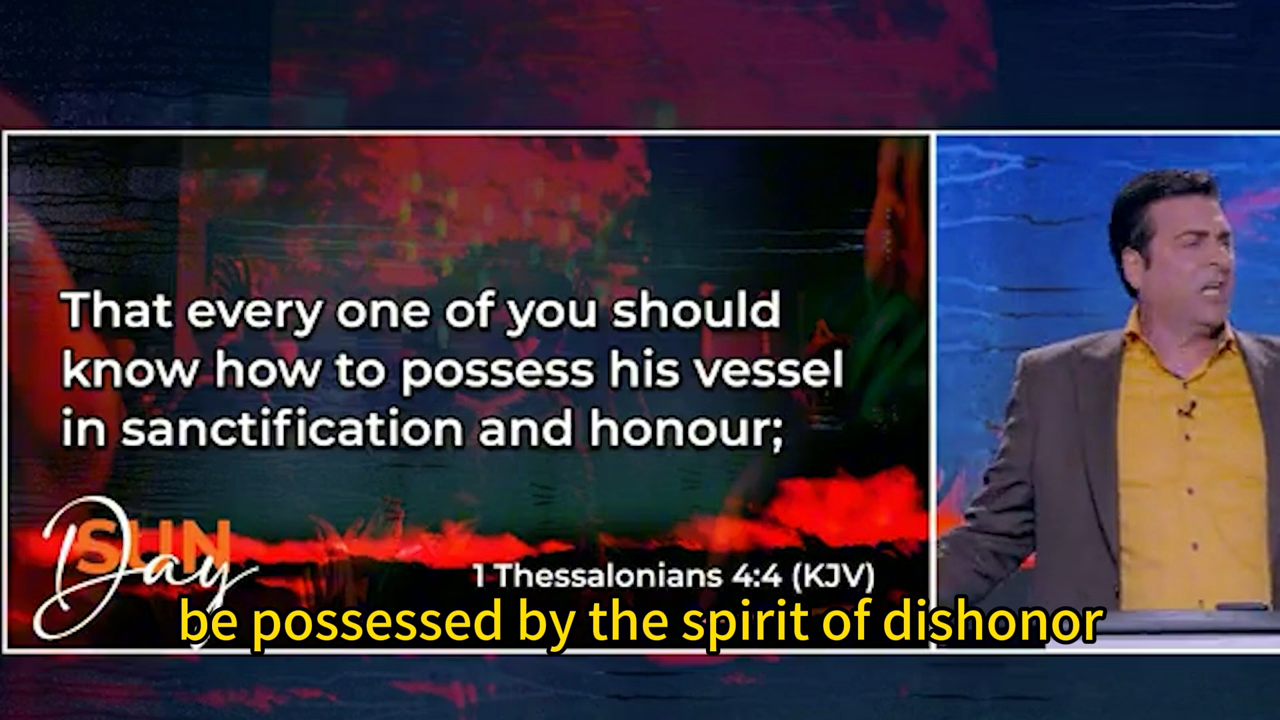 That every one of you should
know how to possess his vessel
in sanctification and honour;
SUN
Day
1 Thessalonians 4:4 (KJV)
be possessed by the spirit of dishonor